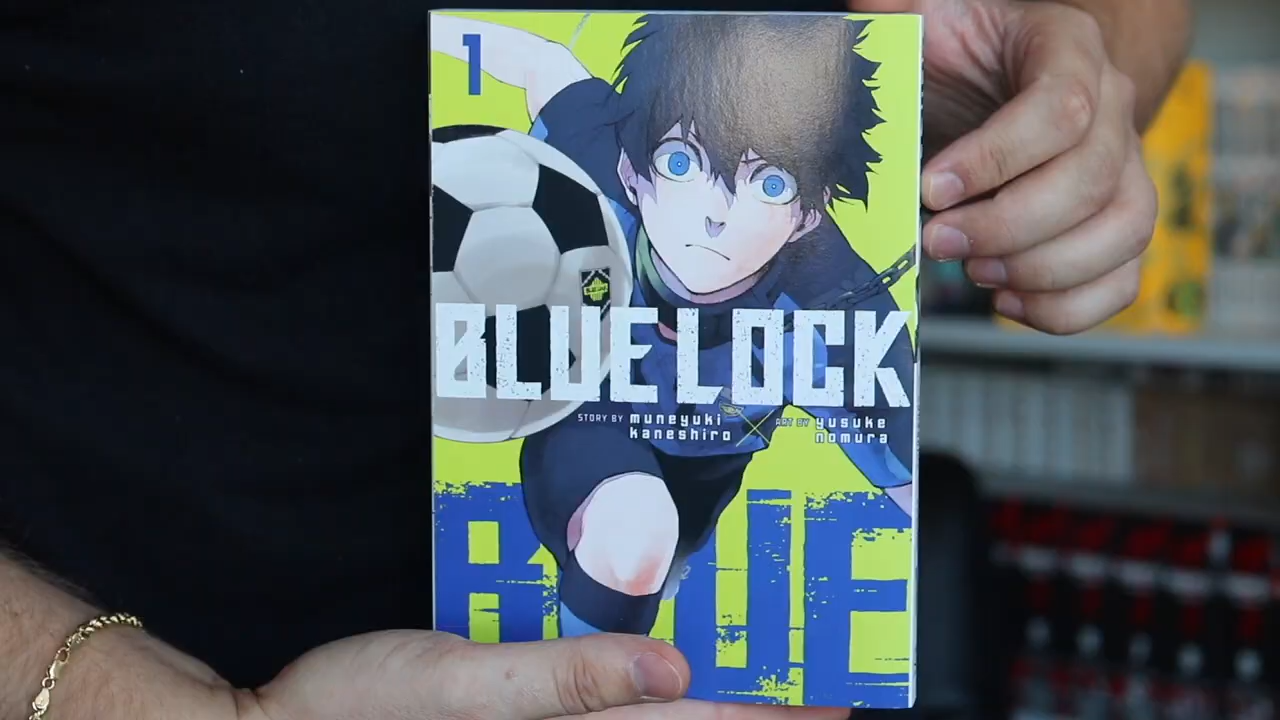 1
BLUE LOCK
STORY BY muneyuki kaneshiro
ART BY yusuke nomura
BLUE